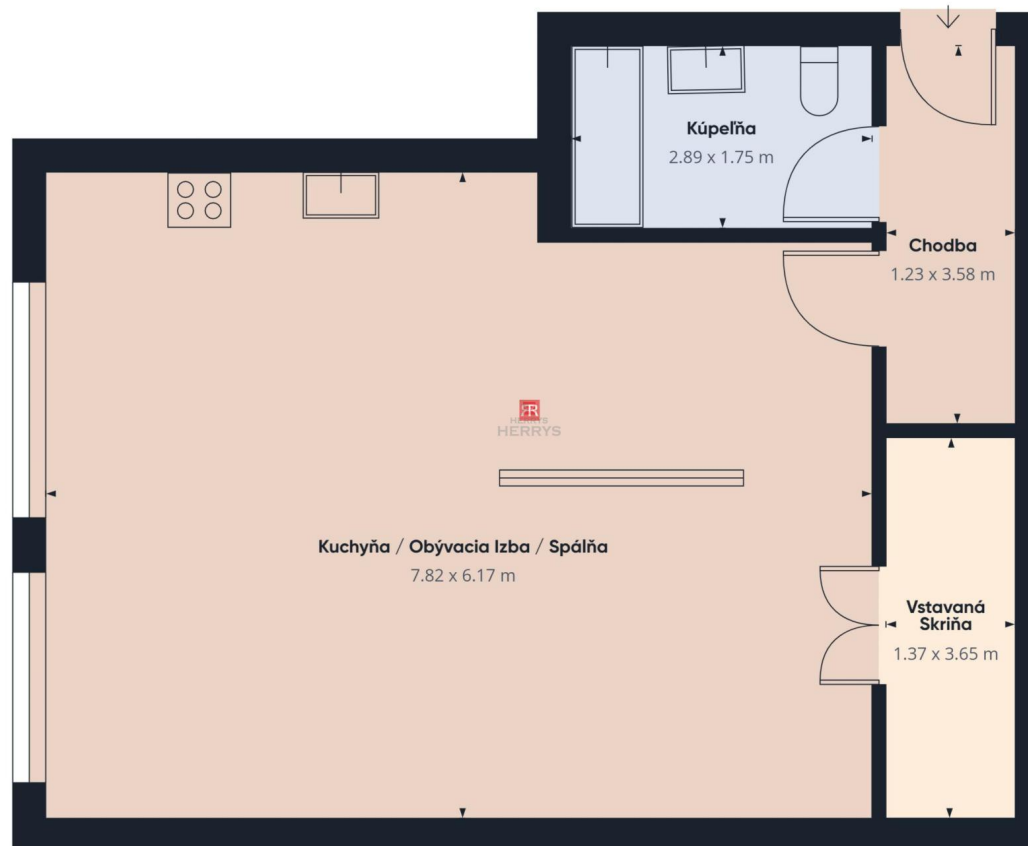 Kúpeľňa
2.89 x 1.75 m
Chodba
1.23 x 3.58 m
HERRYS
HERRYS
Kuchyňa / Obývacia Izba / Spálňa
7.82 x 6.17 m
Vstavaná
Skriňa
1.37 x 3.65 m